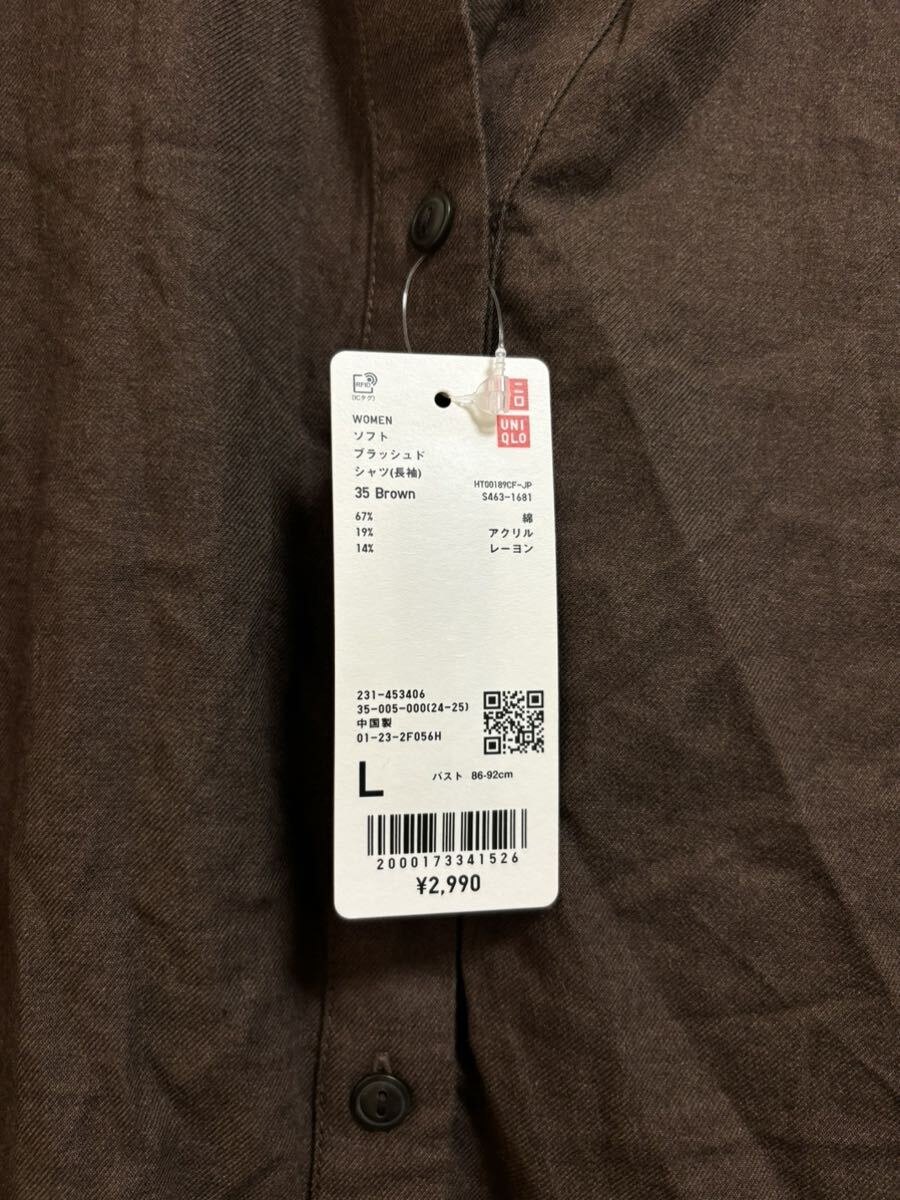 RFID
(ICタグ)
WOMEN
ソフト
ブラッシュド
シャツ(長袖)
35 Brown
UNI
QLO
HT00189CF-JP
S463-1681
67% 綿
19% アクリル
14% レーヨン
231-453406
35-005-000(24-25)
中国製
01-23-2F056H
L バスト 86-92cm
2000173341526
¥2,990